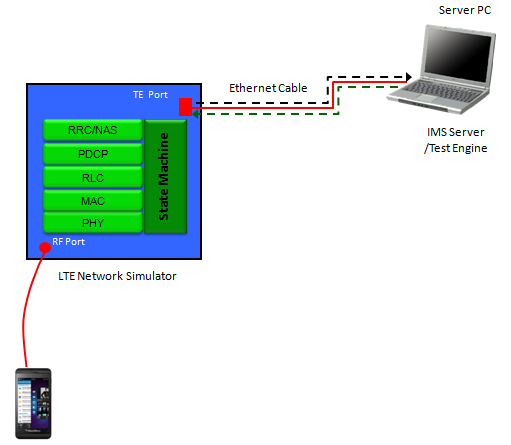 Server PC
TE Port
Ethernet Cable
RRC/NAS
PDCP
RLC
MAC
PHY
State Machine
IMS Server
/Test Engine
RF Port
LTE Network Simulator